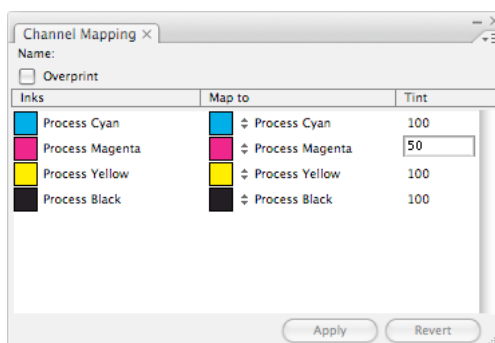 Channel Mapping
Name:
Overprint
Inks Map to Tint
Process Cyan Process Cyan 100
Process Magenta Process Magenta 50
Process Yellow Process Yellow 100
Process Black Process Black 100
Apply Revert